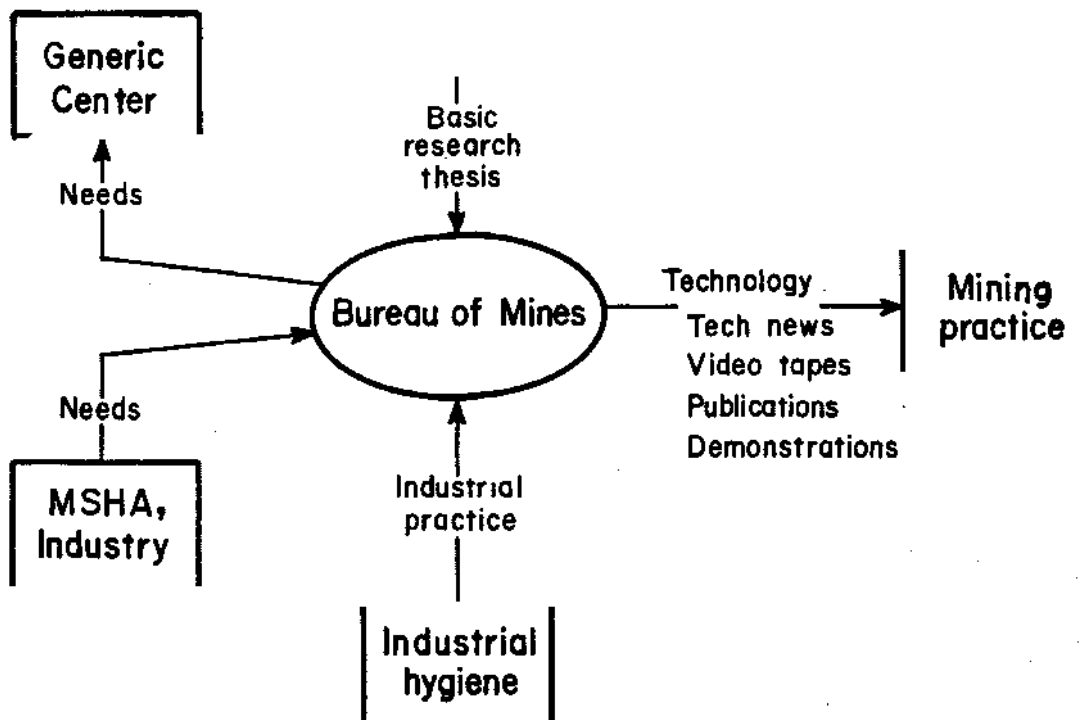 Generic
Center
Needs
Basic
research
thesis
Bureau of Mines
Technology
Tech news
Video tapes
Publications
Demonstrations
Mining
practice
Needs
MSHA,
Industry
Industrial
practice
Industrial
hygiene